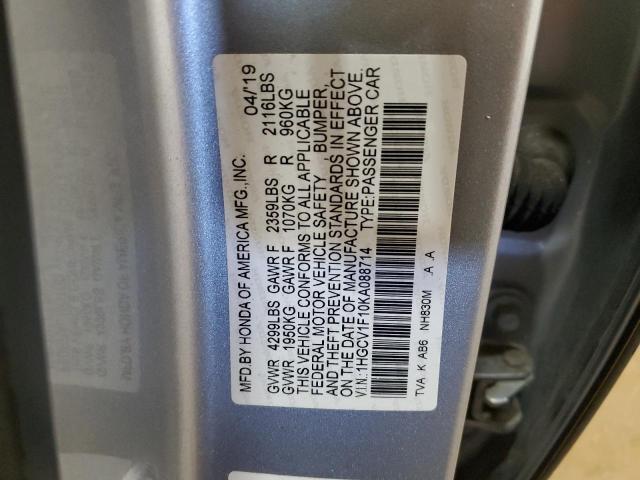 MFD.BY HONDA OF AMERICA MFG.,INC. 04/'19
GVWR 4299LBS GAWR F 2359LBS R 2116LBS
GVWR 1950KG GAWR F 1070KG R 960KG
THIS VEHICLE CONFORMS TO ALL APPLICABLE
FEDERAL MOTOR VEHICLE SAFETY , BUMPER,
AND THEFT PREVENTION STANDARDS IN EFFECT
ON THE DATE OF MANUFACTURE SHOWN ABOVE.
V.I.N.:1HGCV1F10KA088714 TYPE:PASSENGER CAR
TVA K AB6 NH830M A A